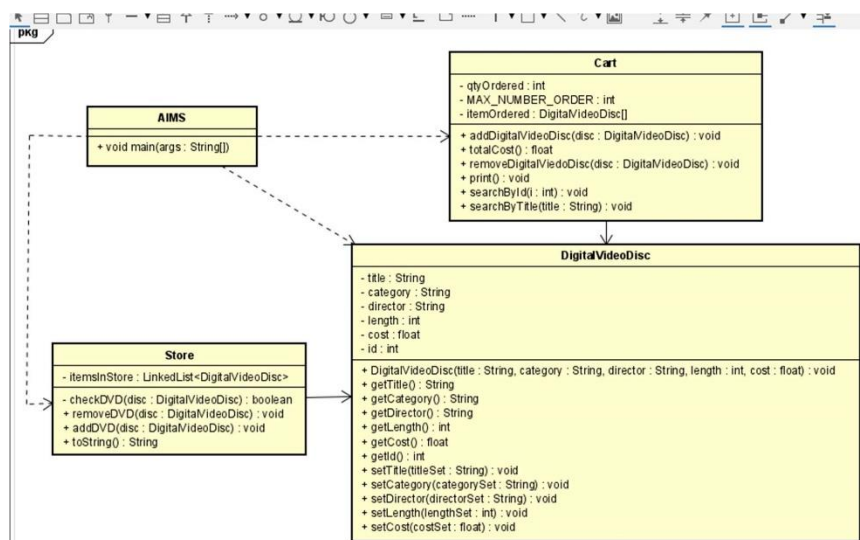 pkg
Cart
- qtyOrdered : int
- MAX_NUMBER_ORDER : int
- itemOrdered : DigitalVideoDisc[]
+ addDigitalVideoDisc(disc : DigitalVideoDisc) : void
+ totalCost() : float
+ removeDigitalViedoDisc(disc : DigitalVideoDisc) : void
+ print() : void
+ searchById(i : int) : void
+ searchByTitle(title : String) : void
AIMS
+ void main(args : String[])
DigitalVideoDisc
- title : String
- category : String
- director : String
- length : int
- cost : float
- id : int
+ DigitalVideoDisc(title : String, category : String, director : String, length : int, cost : float) : void
+ getTitle() : String
+ getCategory() : String
+ getDirector() : String
+ getLength() : int
+ getCost() : float
+ getId() : int
+ setTitle(titleSet : String) : void
+ setCategory(categorySet : String) : void
+ setDirector(directorSet : String) : void
+ setLength(lengthSet : int) : void
+ setCost(costSet : float) : void
Store
- itemsInStore : LinkedList<DigitalVideoDisc>
- checkDVD(disc : DigitalVideoDisc) : boolean
+ removeDVD(disc : DigitalVideoDisc) : void
+ addDVD(disc : DigitalVideoDisc) : void
+ toString() : String